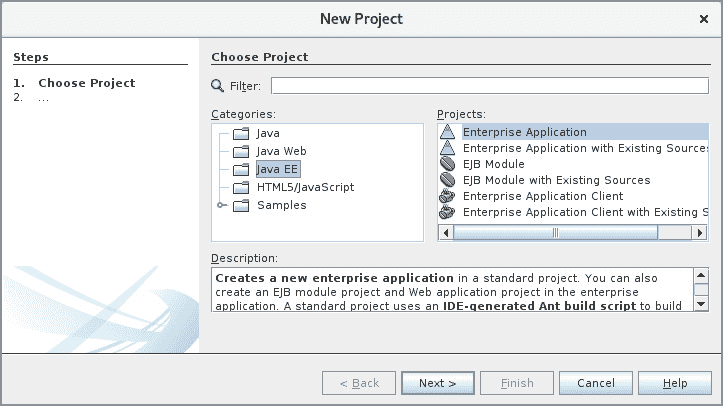 New Project
Steps
1. Choose Project
2. ...
Choose Project
Filter:
Categories:
Java
Java Web
Java EE
HTML5/JavaScript
Samples
Projects:
Enterprise Application
Enterprise Application with Existing Sources
EJB Module
EJB Module with Existing Sources
Enterprise Application Client
Enterprise Application Client with Existing S
Description:
Creates a new enterprise application in a standard project. You can also
create an EJB module project and Web application project in the enterprise
application. A standard project uses an IDE-generated Ant build script to build
< Back
Next >
Finish
Cancel
Help